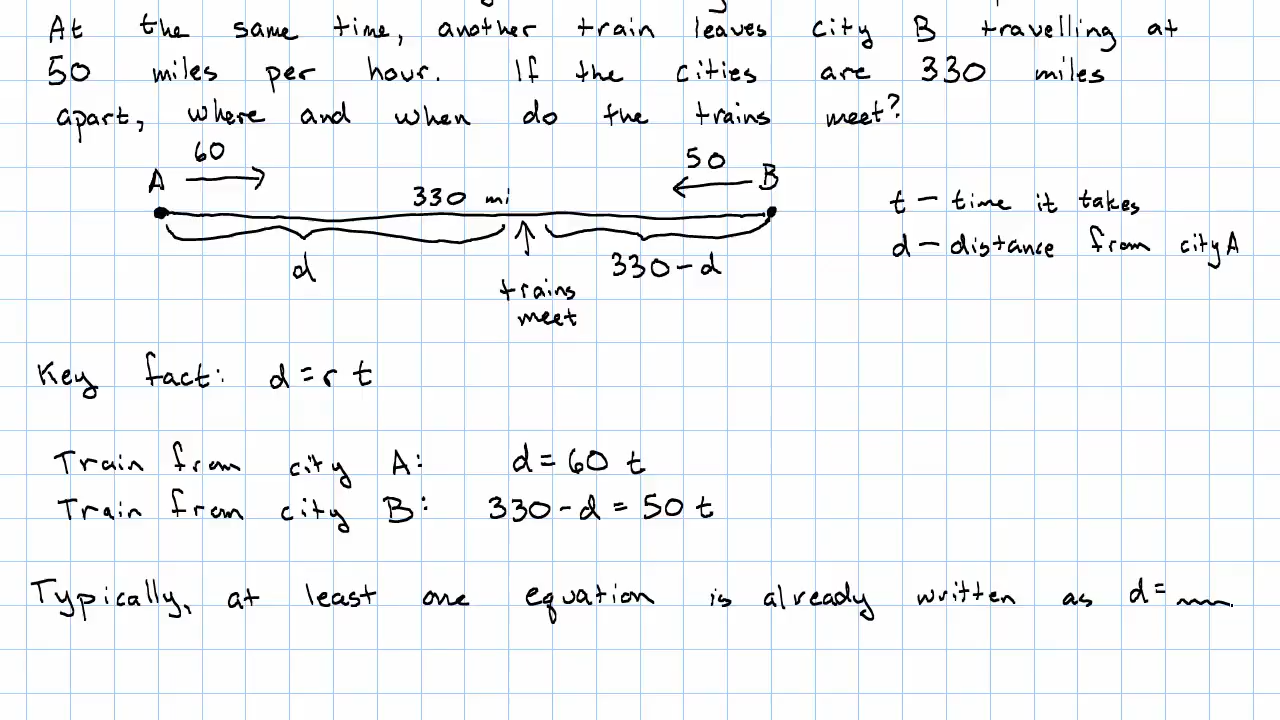 At the same time, another train leaves city B travelling at
50 miles per hour. If the cities are 330 miles
apart, where and when do the trains meet?
60
50
A
B
330 mi
t - time it takes
d - distance from city A
d
330 - d
trains
meet
Key fact: d = r t
Train from city A: d = 60 t
Train from city B: 330 - d = 50 t
Typically, at least one equation is already written as d =